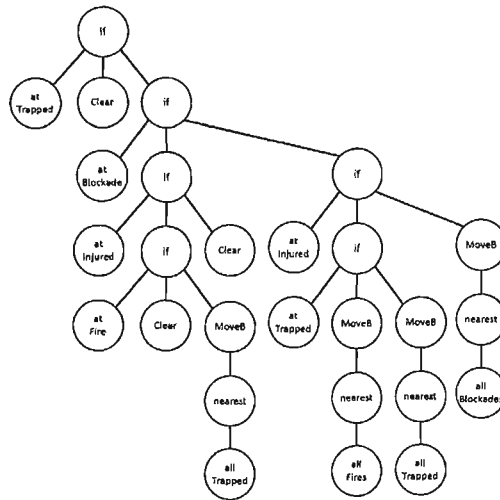 if
at
Trapped
Clear
if
at
Blockade
if
if
at
Injured
if
Clear
at
Injured
if
MoveB
at
Fire
Clear
MoveB
at
Trapped
MoveB
MoveB
nearest
nearest
nearest
nearest
all
Blockades
all
Trapped
all
Fires
all
Trapped